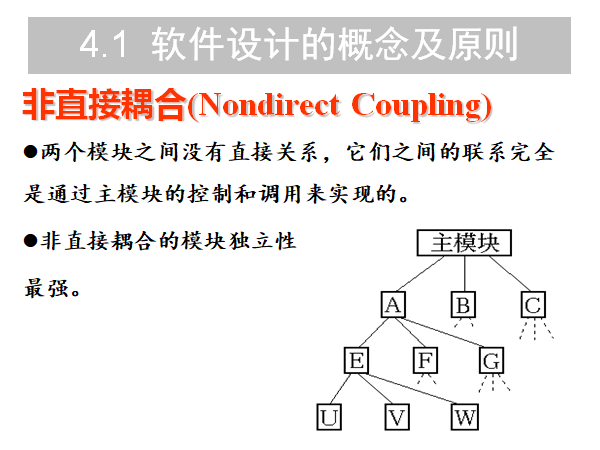 4.1 软件设计的概念及原则
非直接耦合(Nondirect Coupling)
●两个模块之间没有直接关系，它们之间的联系完全
是通过主模块的控制和调用来实现的。
●非直接耦合的模块独立性
最强。
主模块
A B C
E F G
U V W